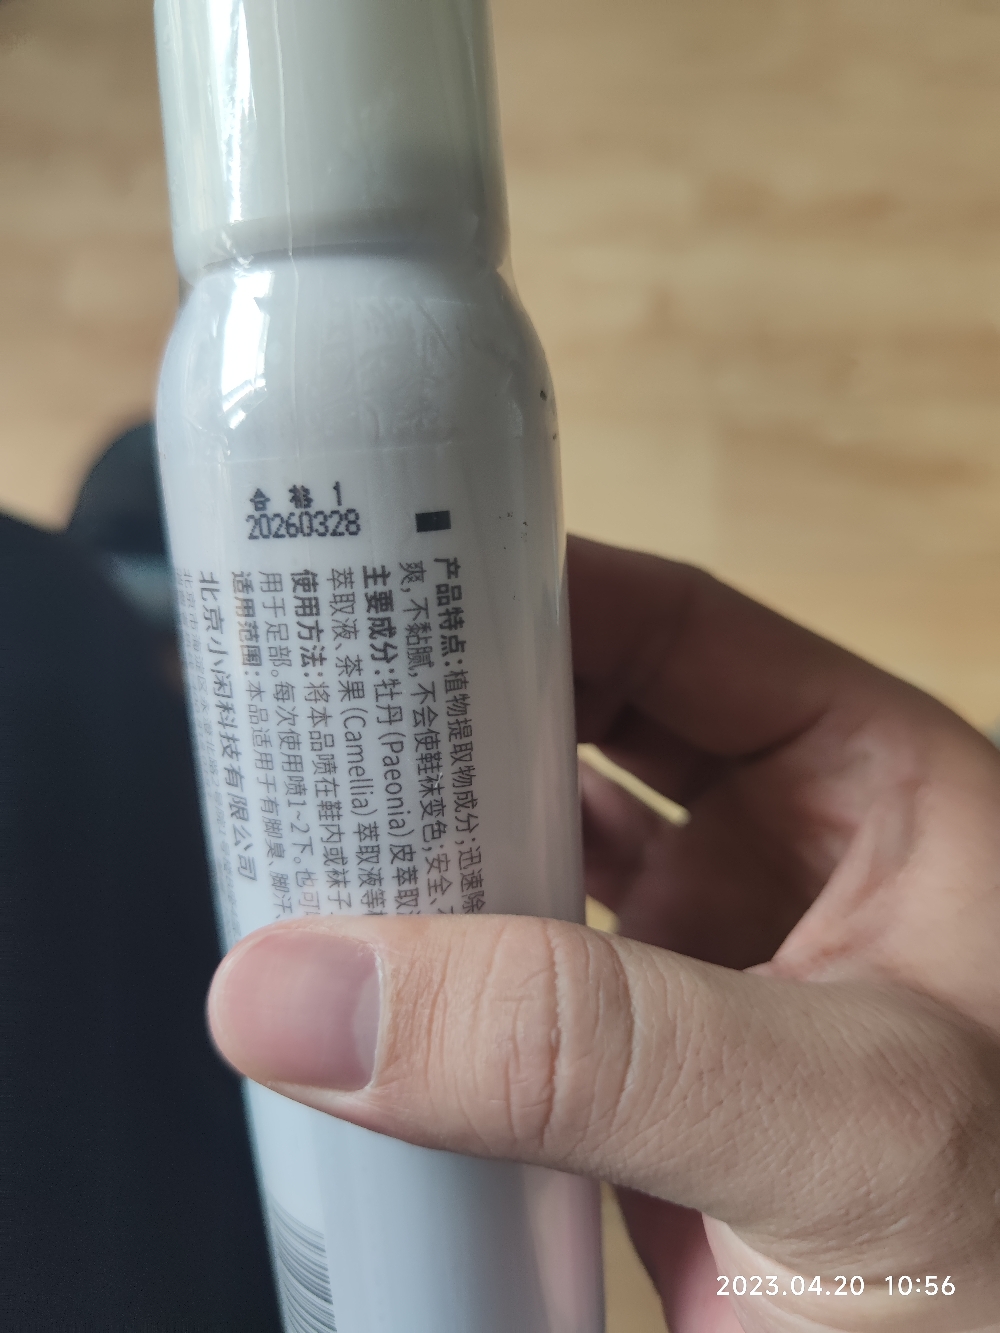 合格1
20260328
产品特点：植物提取物成分；迅速除
爽，不黏腻，不会使鞋袜变色；安全、
主要成分：牡丹（Paeonia）皮萃取
萃取液、茶果（Camellia）萃取液等
使用方法：将本品喷在鞋内或袜子
用于足部。每次使用喷1~2下。也可
适用范围：本品适用于有脚臭、脚汗、
北京小闲科技有限公司
2023.04.20 10:56